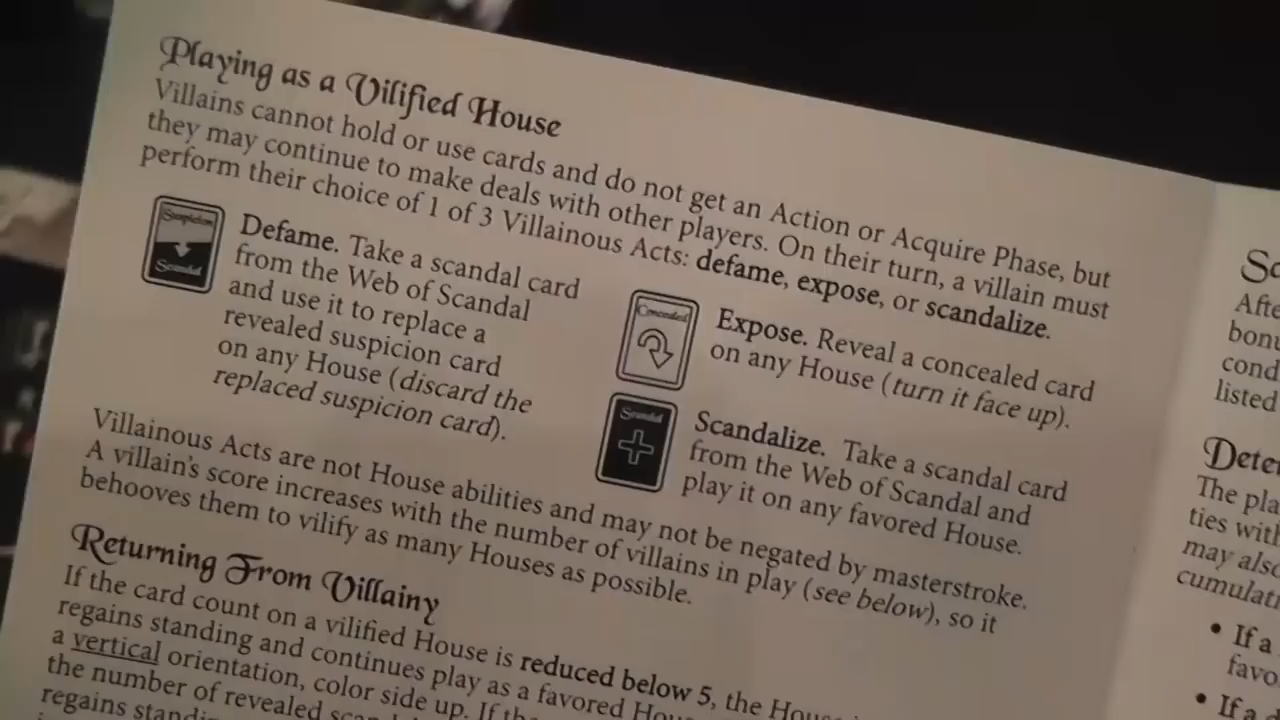 Playing as a Vilified House
Villains cannot hold or use cards and do not get an Action or Acquire Phase, but
they may continue to make deals with other players. On their turn, a villain must
perform their choice of 1 of 3 Villainous Acts: defame, expose, or scandalize.
Suspicion
Scandal
Defame. Take a scandal card
from the Web of Scandal
and use it to replace a
revealed suspicion card
on any House (discard the
replaced suspicion card).
Concealed
Expose. Reveal a concealed card
on any House (turn it face up).
Scandal
Scandalize. Take a scandal card
from the Web of Scandal and
play it on any favored House.
Villainous Acts are not House abilities and may not be negated by masterstroke.
A villain's score increases with the number of villains in play (see below), so it
behooves them to vilify as many Houses as possible.
Returning From Villainy
If the card count on a vilified House is reduced below 5, the House
regains standing and continues play as a favored
a vertical orientation, color side up. If
the number of revealed
regains
After
bonu
cond
listed
The pla
ties with
may also
cumulati
• If a
favo
• If a